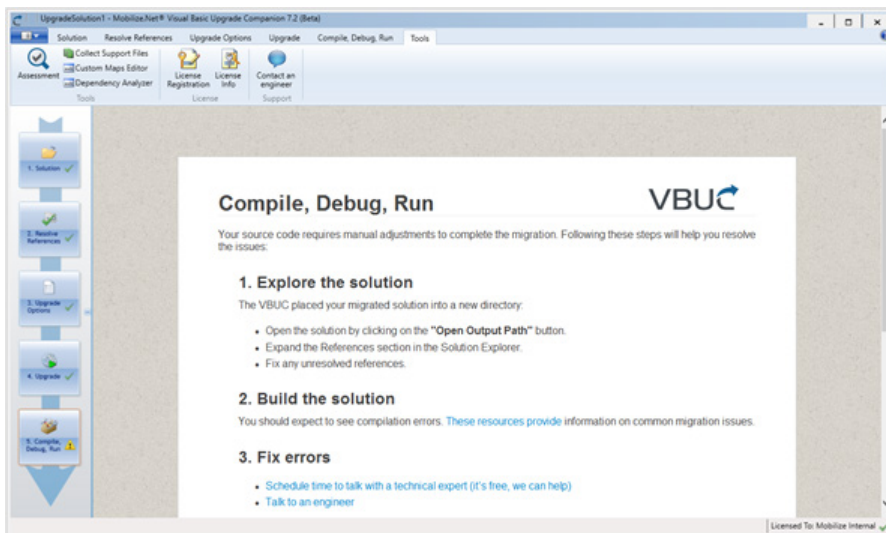 UpgradeSolution1 - Mobilize.Net® Visual Basic Upgrade Companion 7.2 (Beta)
Solution Resolve References Upgrade Options Upgrade Compile, Debug, Run Tools
Assessment
Collect Support Files
Custom Maps Editor
Dependency Analyzer
License Registration
License Info
Contact an engineer
Tools License Support
1. Solution
2. Resolve References
3. Upgrade Options
4. Upgrade
5. Compile, Debug, Run
Compile, Debug, Run
VBUC
Your source code requires manual adjustments to complete the migration. Following these steps will help you resolve
the issues:
1. Explore the solution
The VBUC placed your migrated solution into a new directory:
• Open the solution by clicking on the "Open Output Path" button.
• Expand the References section in the Solution Explorer.
• Fix any unresolved references.
2. Build the solution
You should expect to see compilation errors. These resources provide information on common migration issues.
3. Fix errors
• Schedule time to talk with a technical expert (it's free, we can help)
• Talk to an engineer
Licensed To: Mobilize Internal